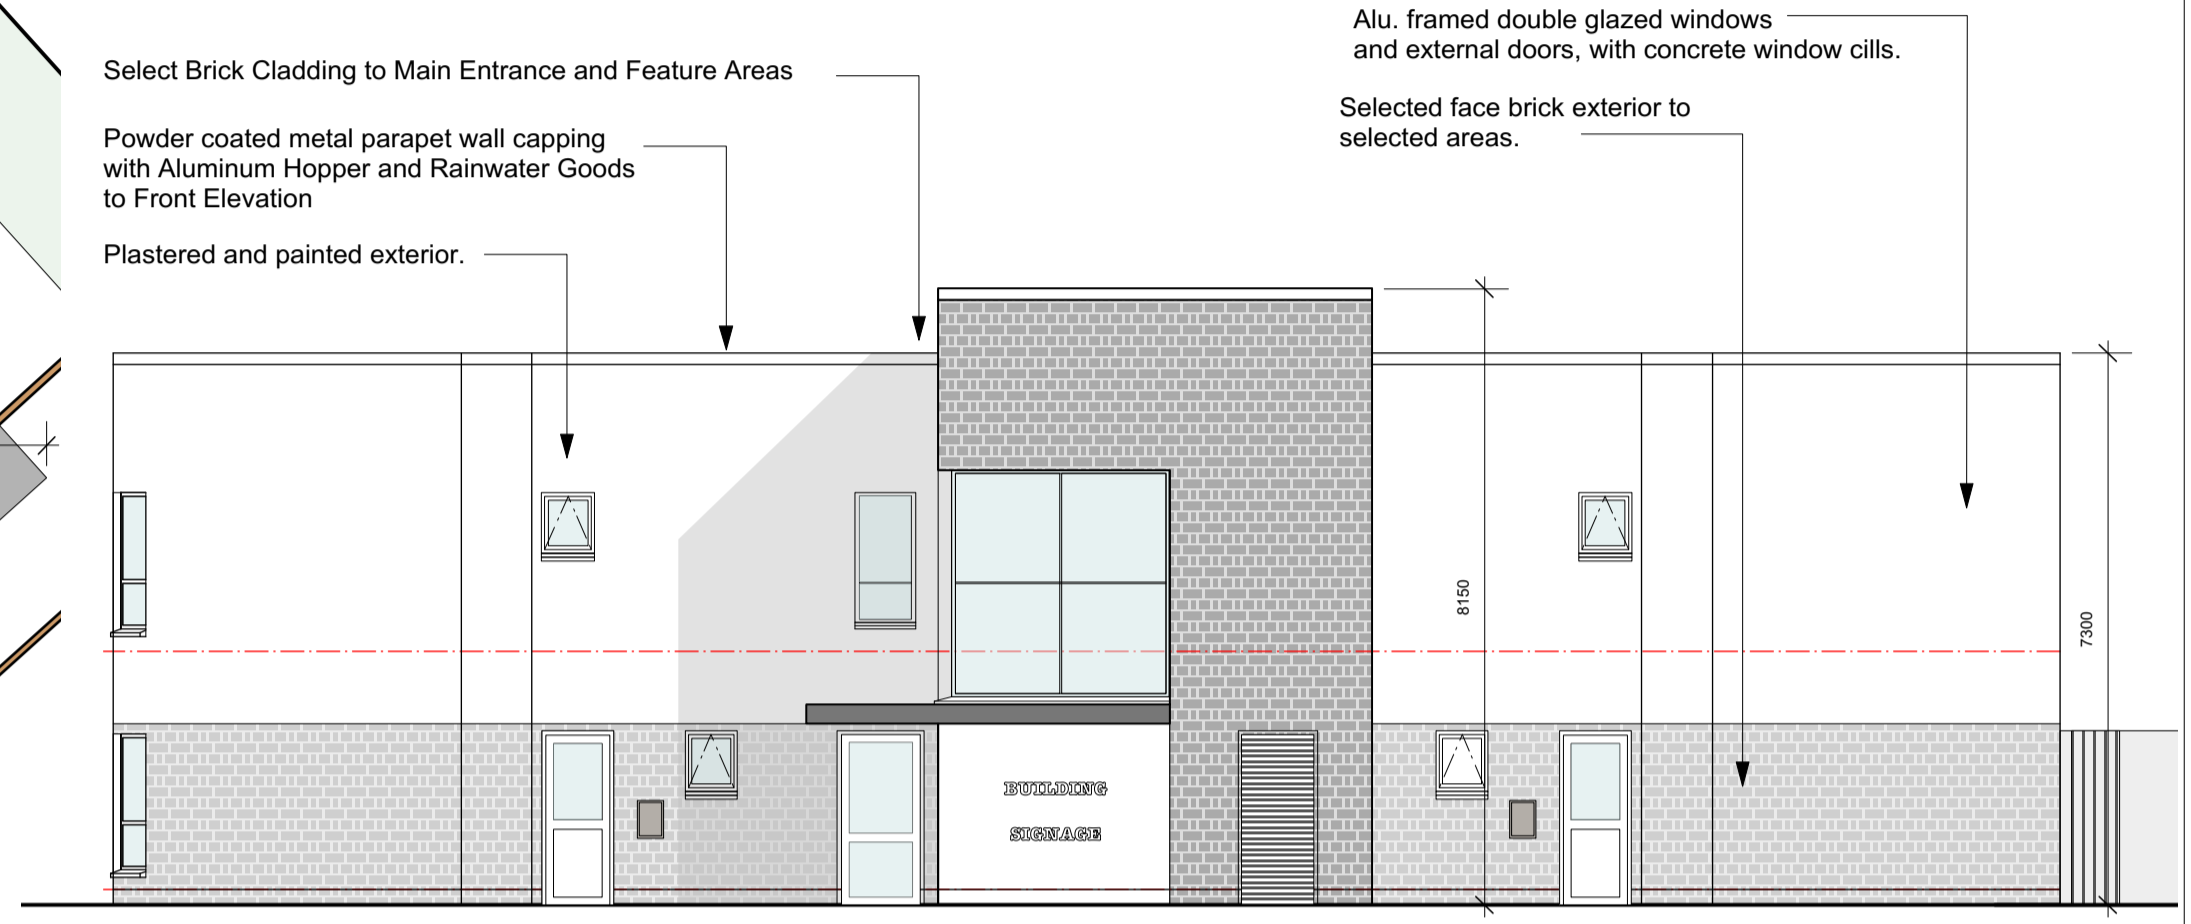 Select Brick Cladding to Main Entrance and Feature Areas
Powder coated metal parapet wall capping
with Aluminum Hopper and Rainwater Goods
to Front Elevation
Plastered and painted exterior.
Alu. framed double glazed windows
and external doors, with concrete window cills.
Selected face brick exterior to
selected areas.
8150
7300
BUILDING
SIGNAGE